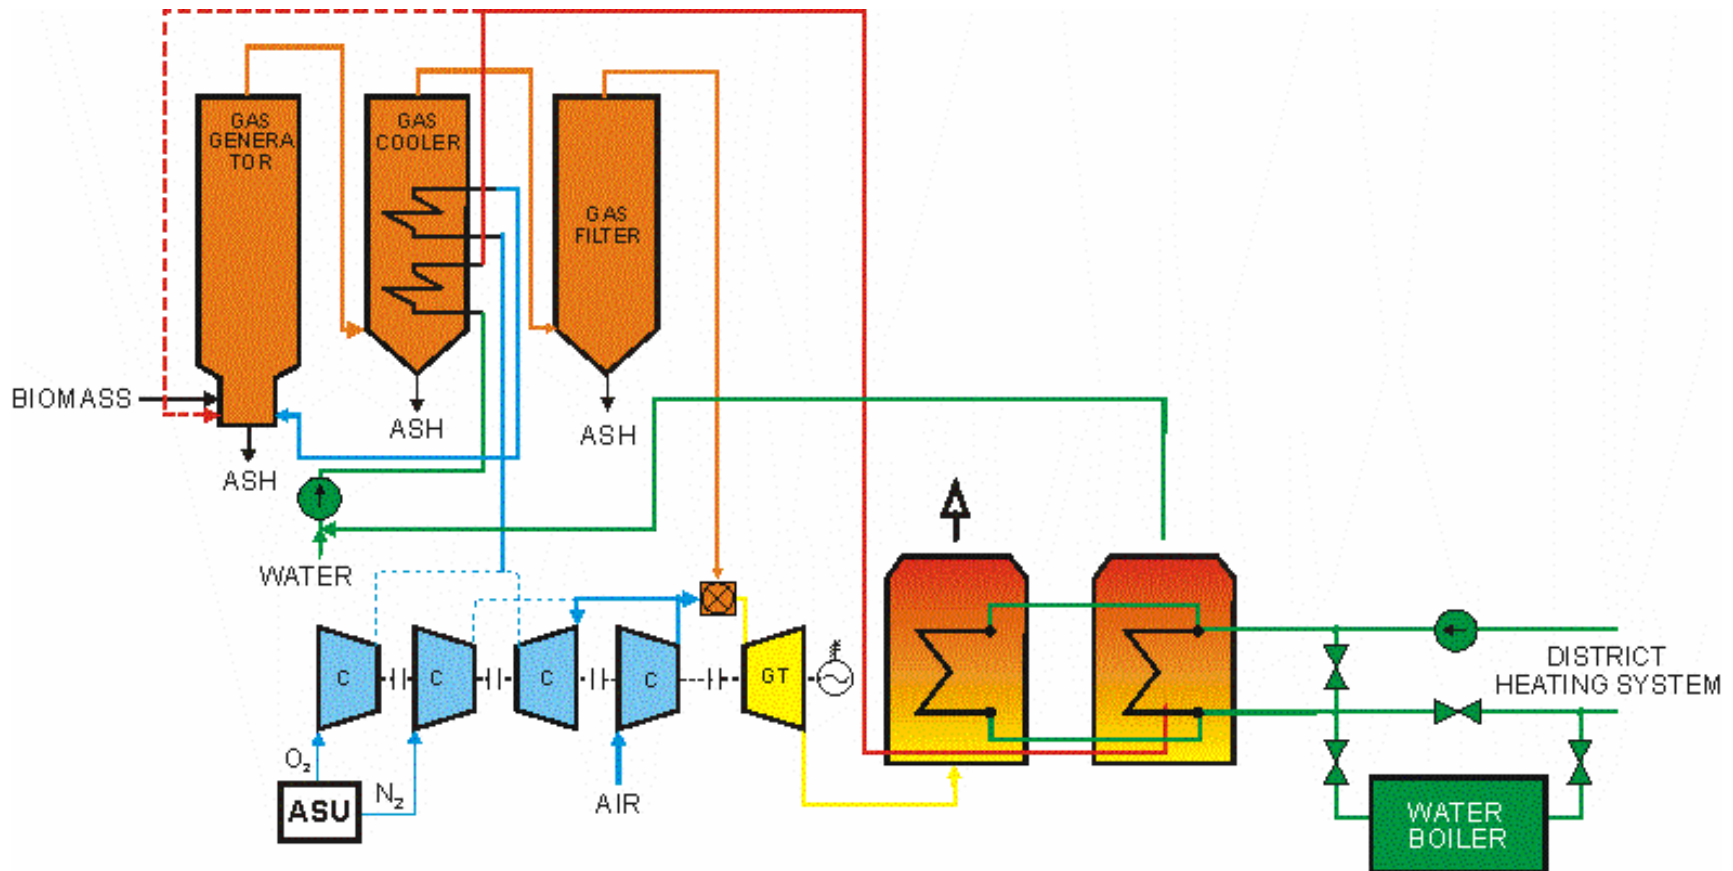 GAS
GENERA
TOR
GAS
COOLER
GAS
FILTER
BIOMASS
ASH
ASH
ASH
WATER
C
C
C
C
GT
O₂
N₂
ASU
AIR
DISTRICT
HEATING SYSTEM
WATER
BOILER